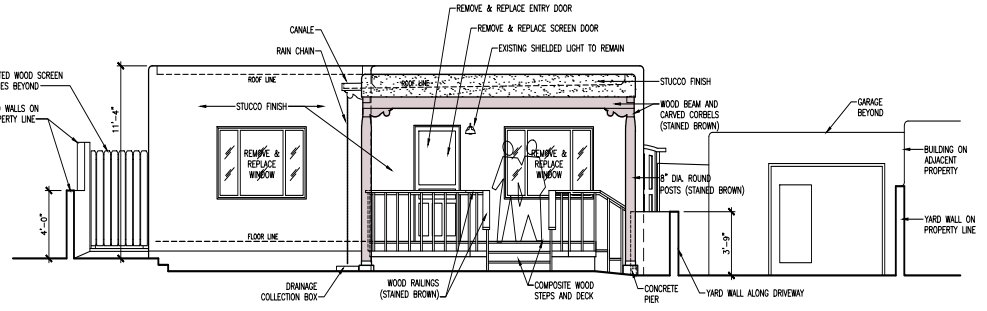 REMOVE & REPLACE ENTRY DOOR
REMOVE & REPLACE SCREEN DOOR
EXISTING SHIELDED LIGHT TO REMAIN
CANALE
RAIN CHAIN
WOOD SCREEN
BEYOND
WALLS ON
PROPERTY LINE
11'-4"
ROOF LINE
ROOF LINE
STUCCO FINISH
STUCCO FINISH
WOOD BEAM AND
CARVED CORBELS
(STAINED BROWN)
GARAGE
BEYOND
REMOVE &
REPLACE
WINDOW
REMOVE &
REPLACE
WINDOW
8" DIA. ROUND
POSTS (STAINED BROWN)
BUILDING ON
ADJACENT
PROPERTY
YARD WALL ON
PROPERTY LINE
4'-0"
FLOOR LINE
3'-9"
DRAINAGE
COLLECTION BOX
WOOD RAILINGS
(STAINED BROWN)
COMPOSITE WOOD
STEPS AND DECK
CONCRETE
PIER
YARD WALL ALONG DRIVEWAY